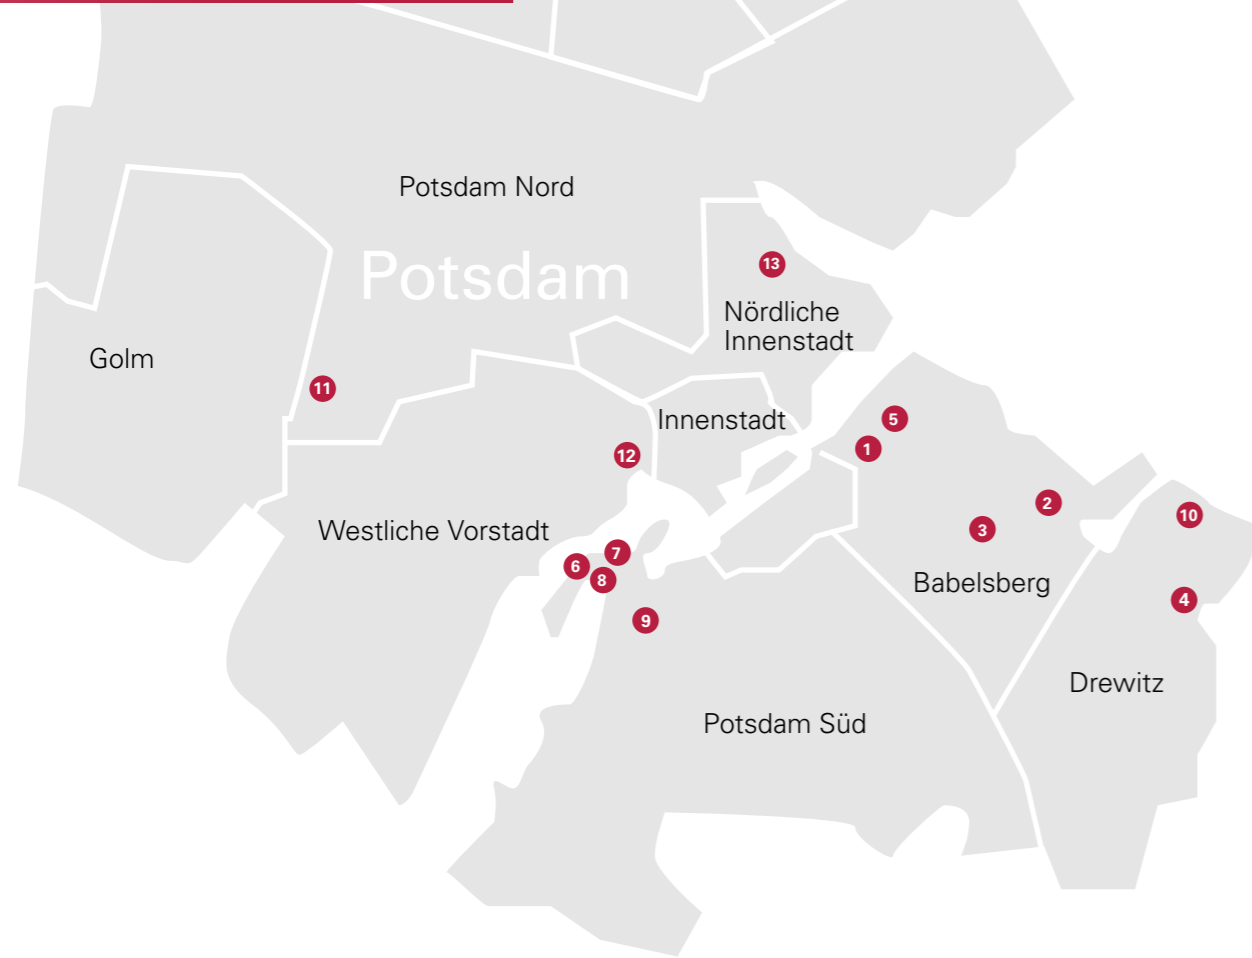 Potsdam Nord
Potsdam
13
Nördliche
Innenstadt
Golm
11
Innenstadt
5
1
12
2
10
3
Westliche Vorstadt
7
6
8
Babelsberg
4
9
Drewitz
Potsdam Süd